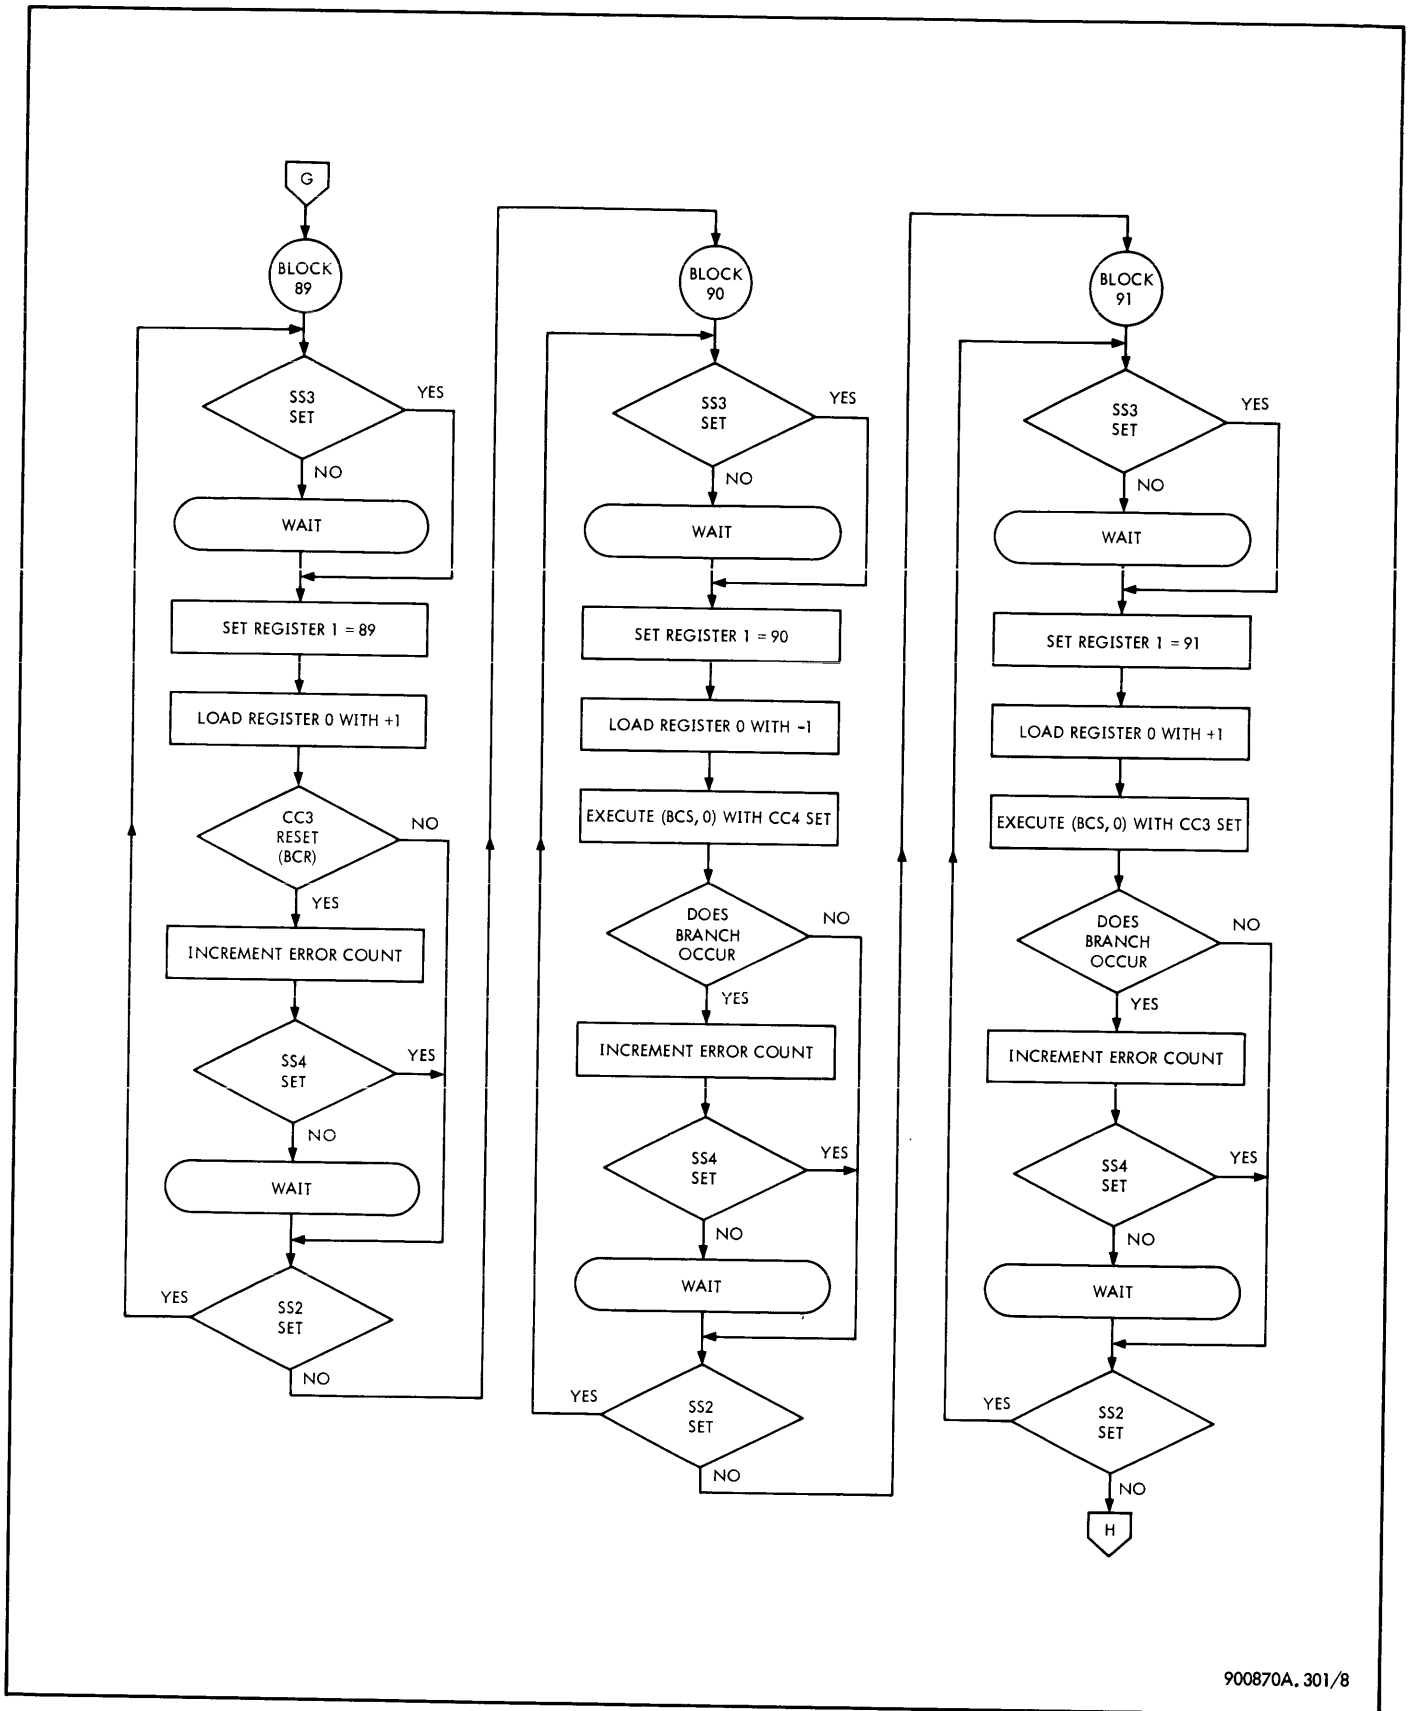 G
BLOCK
89
SS3
SET
YES
NO
WAIT
SET REGISTER 1 = 89
LOAD REGISTER 0 WITH +1
CC3
RESET
(BCR)
NO
YES
INCREMENT ERROR COUNT
SS4
SET
YES
NO
WAIT
YES
SS2
SET
NO
BLOCK
90
SS3
SET
YES
NO
WAIT
SET REGISTER 1 = 90
LOAD REGISTER 0 WITH -1
EXECUTE (BCS, 0) WITH CC4 SET
DOES
BRANCH
OCCUR
NO
YES
INCREMENT ERROR COUNT
SS4
SET
YES
NO
WAIT
YES
SS2
SET
NO
BLOCK
91
SS3
SET
YES
NO
WAIT
SET REGISTER 1 = 91
LOAD REGISTER 0 WITH +1
EXECUTE (BCS, 0) WITH CC3 SET
DOES
BRANCH
OCCUR
NO
YES
INCREMENT ERROR COUNT
SS4
SET
YES
NO
WAIT
YES
SS2
SET
NO
H
900870A. 301/8